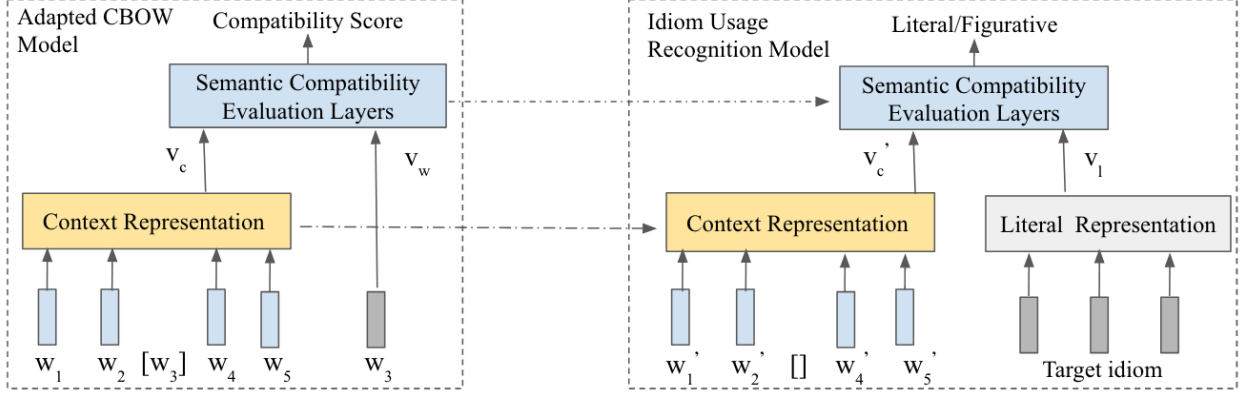 Adapted CBOW
Model
Compatibility Score
Semantic Compatibility
Evaluation Layers
v_c
v_w
Context Representation
w_1 w_2 [w_3] w_4 w_5 w_3
Idiom Usage
Recognition Model
Literal/Figurative
Semantic Compatibility
Evaluation Layers
v_c’
v_l
Context Representation
Literal Representation
w_1’ w_2’ [] w_4’ w_5’
Target idiom